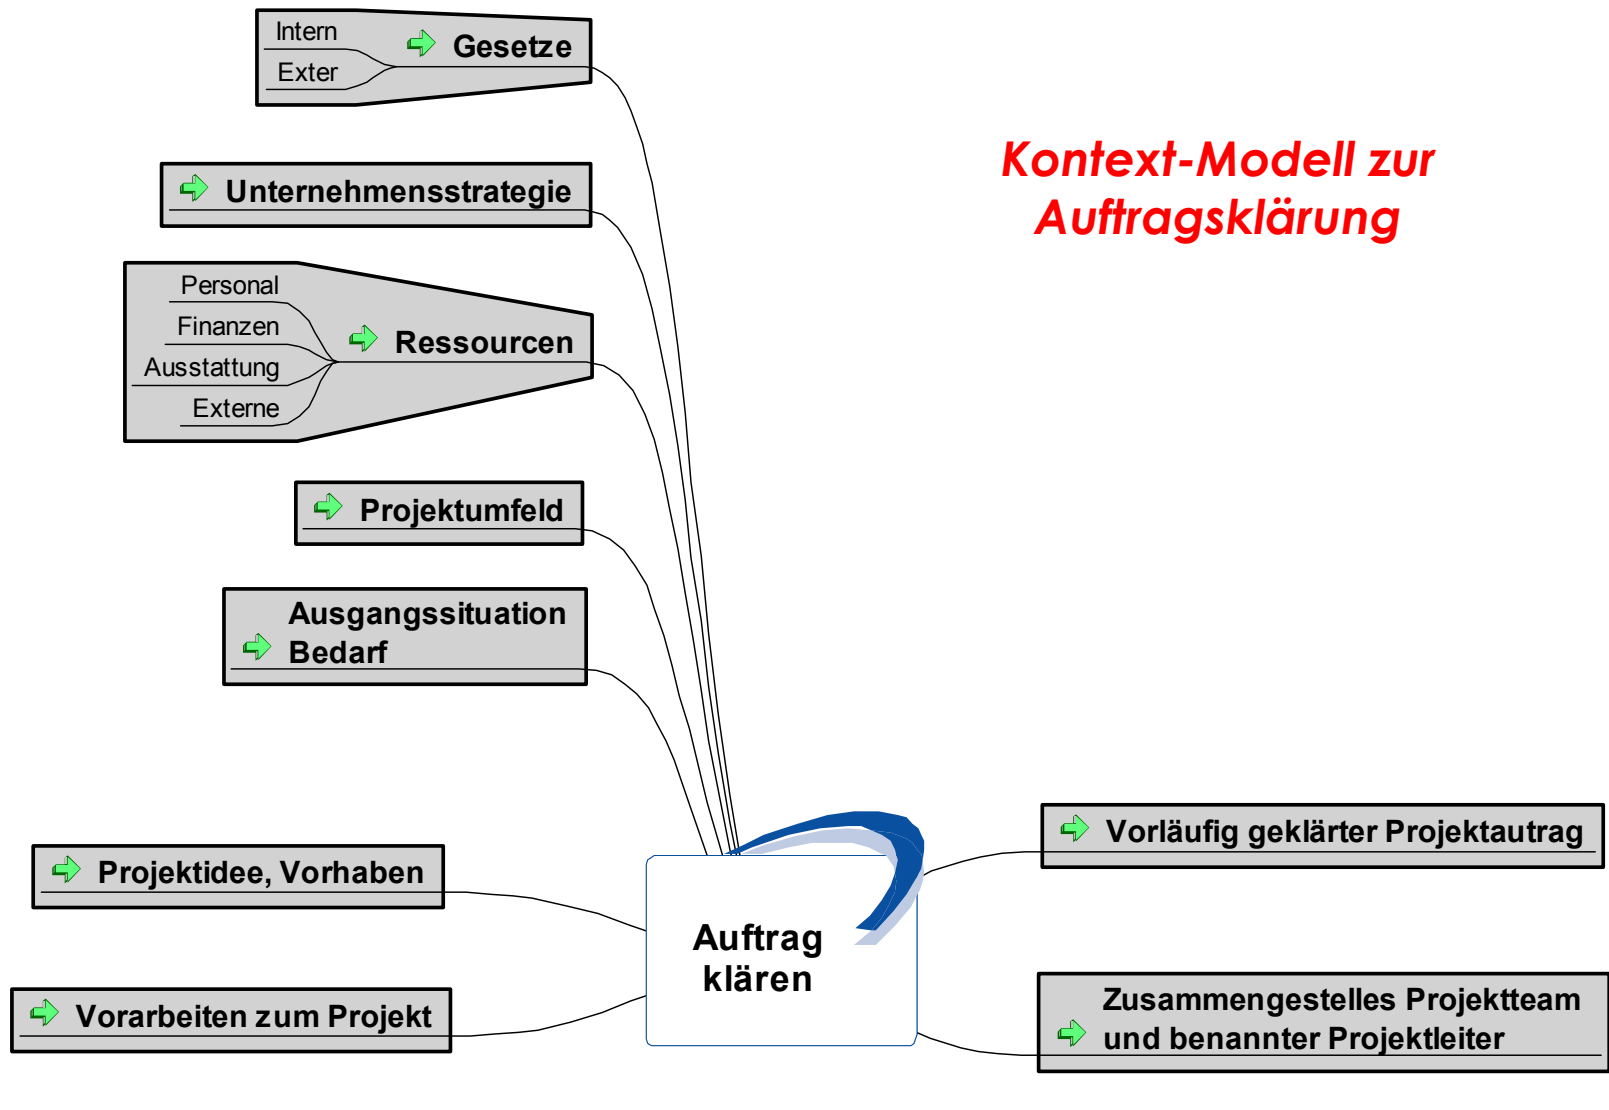 Kontext-Modell zur
Auftragsklärung
Intern
Exter
Gesetze
Unternehmensstrategie
Personal
Finanzen
Ausstattung
Externe
Ressourcen
Projektumfeld
Ausgangssituation
Bedarf
Projektidee, Vorhaben
Vorarbeiten zum Projekt
Auftrag
klären
Vorläufig geklärter Projektautrag
Zusammengestelles Projektteam
und benannter Projektleiter